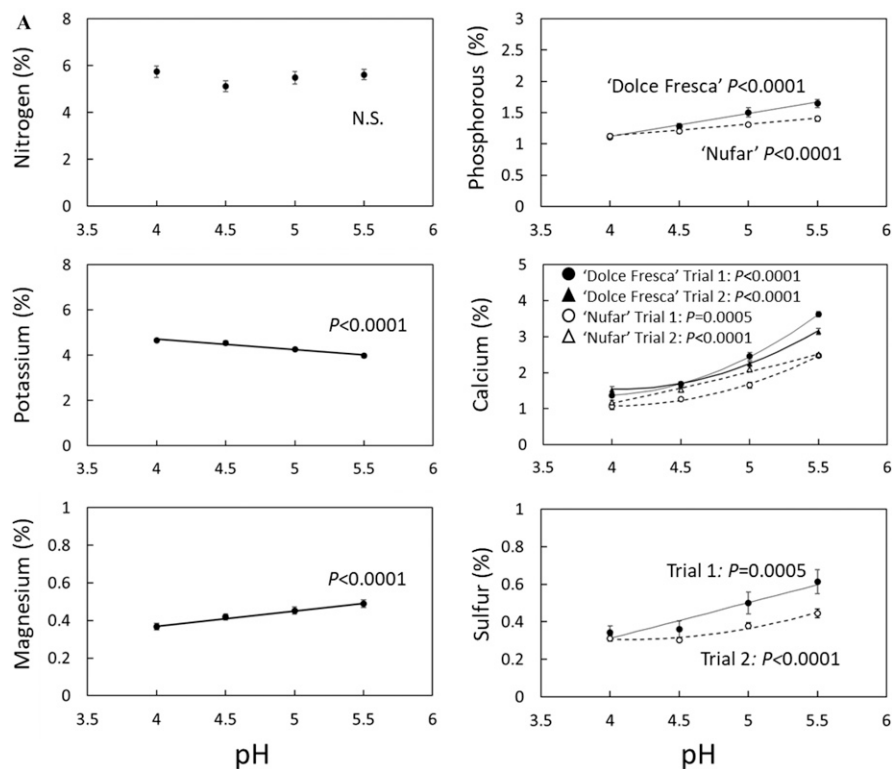 A
Nitrogen (%)
8
6
4
2
0
N.S.
3.5 4 4.5 5 5.5 6
Phosphorous (%)
3
2.5
2
1.5
1
0.5
0
‘Dolce Fresca’ P<0.0001
‘Nufar’ P<0.0001
3.5 4 4.5 5 5.5 6
Potassium (%)
8
6
4
2
0
P<0.0001
3.5 4 4.5 5 5.5 6
Calcium (%)
5
4
3
2
1
0
‘Dolce Fresca’ Trial 1: P<0.0001
‘Dolce Fresca’ Trial 2: P<0.0001
‘Nufar’ Trial 1: P=0.0005
‘Nufar’ Trial 2: P<0.0001
3.5 4 4.5 5 5.5 6
Magnesium (%)
1
0.8
0.6
0.4
0.2
0
P<0.0001
3.5 4 4.5 5 5.5 6
pH
Sulfur (%)
1
0.8
0.6
0.4
0.2
0
Trial 1: P=0.0005
Trial 2: P<0.0001
3.5 4 4.5 5 5.5 6
pH